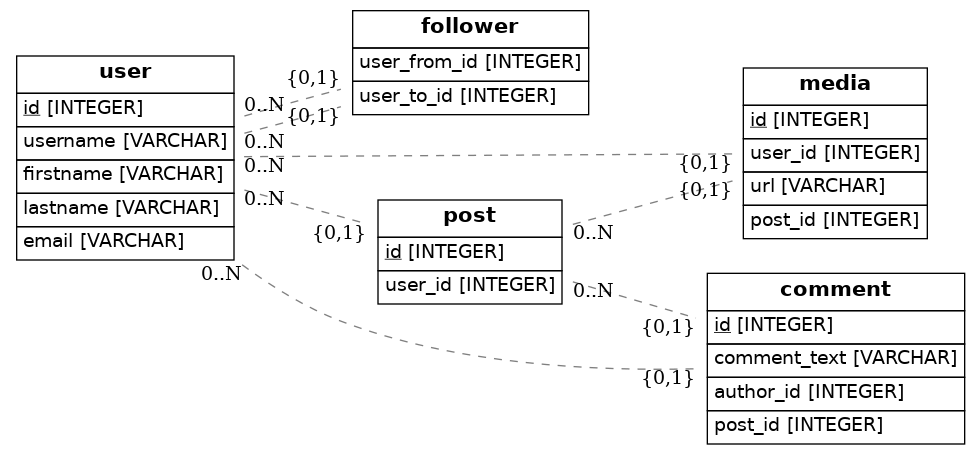 user
id [INTEGER]
username [VARCHAR]
firstname [VARCHAR]
lastname [VARCHAR]
email [VARCHAR]
follower
user_from_id [INTEGER]
user_to_id [INTEGER]
{0,1}
0..N
{0,1}
0..N
0..N
{0,1}
0..N
{0,1}
post
id [INTEGER]
user_id [INTEGER]
media
id [INTEGER]
user_id [INTEGER]
url [VARCHAR]
post_id [INTEGER]
{0,1}
0..N
0..N
{0,1}
0..N
{0,1}
comment
id [INTEGER]
comment_text [VARCHAR]
author_id [INTEGER]
post_id [INTEGER]